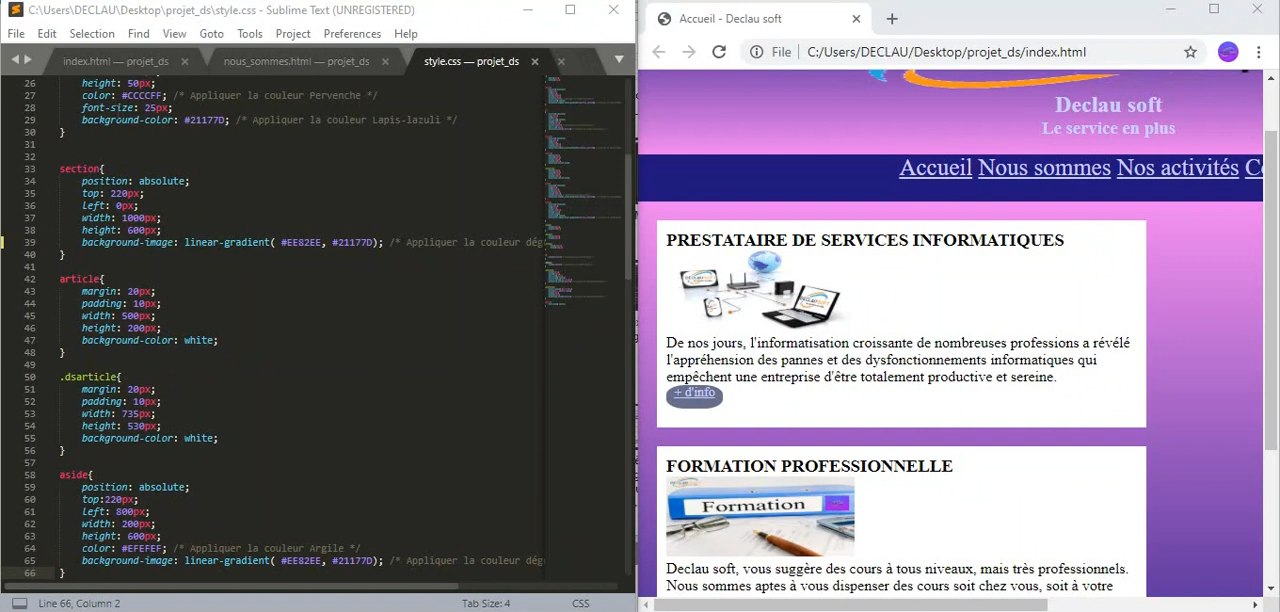 C:\Users\DECLAU\Desktop\projet_ds\style.css - Sublime Text (UNREGISTERED)
File Edit Selection Find View Goto Tools Project Preferences Help
index.html — projet_ds
nous_sommes.html — projet_ds
style.css — projet_ds
26 height: 50px;
27 color: #CCCCFF; /* Appliquer la couleur Pervenche */
28 font-size: 25px;
29 background-color: #21177D; /* Appliquer la couleur Lapis-lazuli */
30 }
31
32
33 section{
34 position: absolute;
35 top: 220px;
36 left: 0px;
37 width: 1000px;
38 height: 600px;
39 background-image: linear-gradient( #EE82EE, #21177D); /* Appliquer la couleur dég
40 }
41
42 article{
43 margin: 20px;
44 padding: 10px;
45 width: 500px;
46 height: 200px;
47 background-color: white;
48 }
49
50 .dsarticle{
51 margin: 20px;
52 padding: 10px;
53 width: 735px;
54 height: 530px;
55 background-color: white;
56 }
57
58 aside{
59 position: absolute;
60 top:220px;
61 left: 800px;
62 width: 200px;
63 height: 600px;
64 color: #EFEFEF; /* Appliquer la couleur Argile */
65 background-image: linear-gradient( #EE82EE, #21177D); /* Appliquer la couleur dég
66 }
Line 66, Column 2
Tab Size: 4
CSS
Accueil - Declau soft
File C:/Users/DECLAU/Desktop/projet_ds/index.html
Declau soft
Le service en plus
Accueil Nous sommes Nos activités Co
PRESTATAIRE DE SERVICES INFORMATIQUES
De nos jours, l'informatisation croissante de nombreuses professions a révélé
l'appréhension des pannes et des dysfonctionnements informatiques qui
empêchent une entreprise d'être totalement productive et sereine.
+ d'info
FORMATION PROFESSIONNELLE
Formation
Declau soft, vous suggère des cours à tous niveaux, mais très professionnels.
Nous sommes aptes à vous dispenser des cours soit chez vous, soit à votre